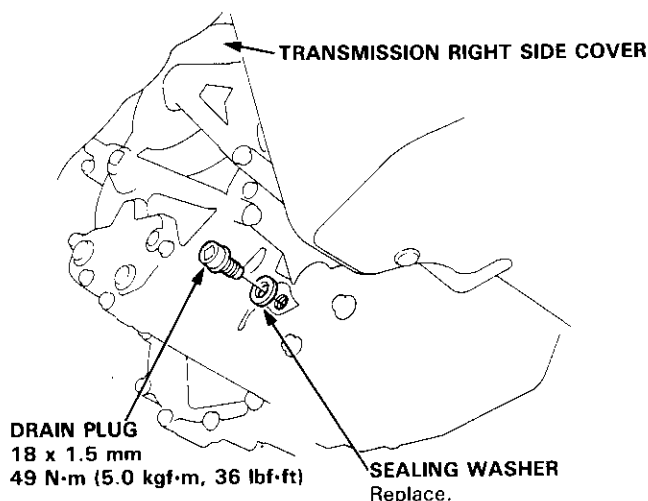 TRANSMISSION RIGHT SIDE COVER
DRAIN PLUG
18 x 1.5 mm
49 N·m (5.0 kgf·m, 36 lbf·ft)
SEALING WASHER
Replace.